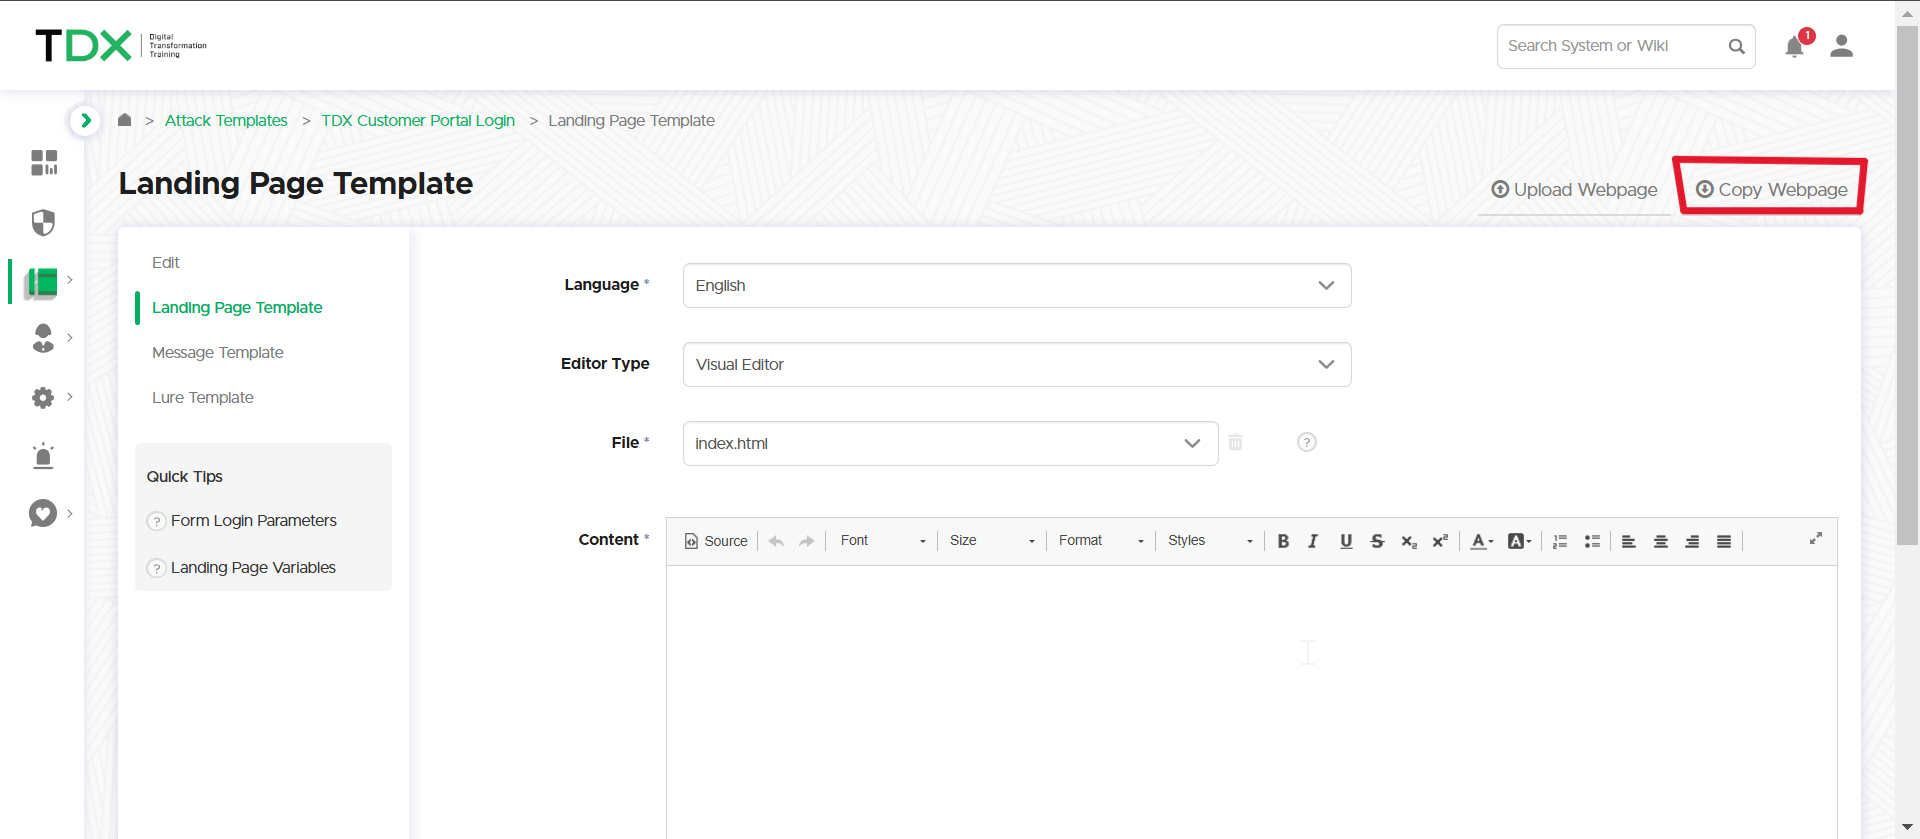 TDX
Digital
Transformation
Training
Search System or Wiki
1
> Attack Templates > TDX Customer Portal Login > Landing Page Template
Landing Page Template
Upload Webpage
Copy Webpage
Edit
Landing Page Template
Message Template
Lure Template
Quick Tips
? Form Login Parameters
? Landing Page Variables
Language *
English
Editor Type
Visual Editor
File *
index.html
?
Content *
Source
Font
Size
Format
Styles
B I U S x₂ x² A A